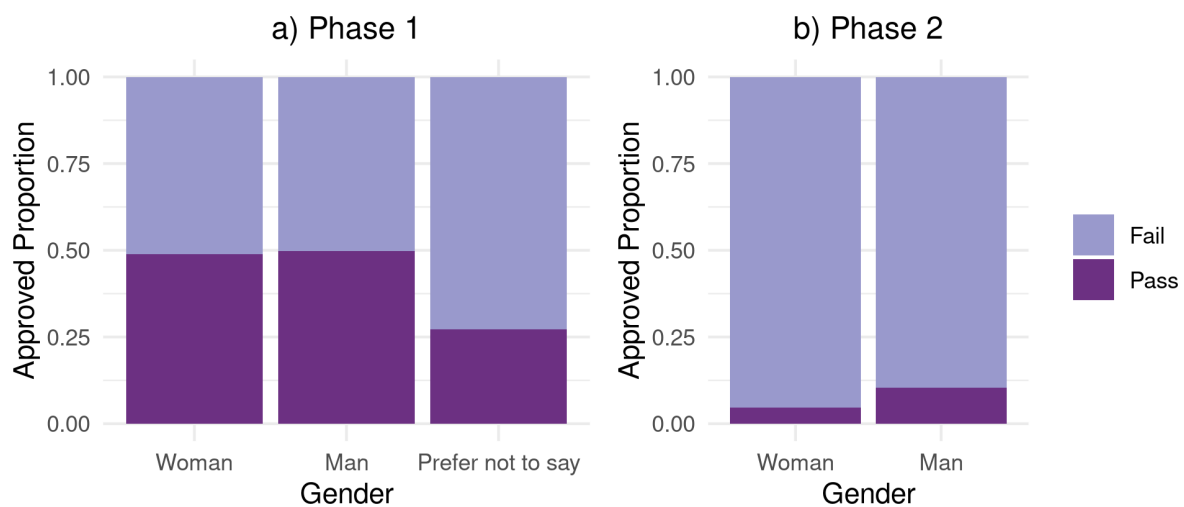 a) Phase 1
Approved Proportion
1.00
0.75
0.50
0.25
0.00
Woman
Man
Prefer not to say
Gender
b) Phase 2
Approved Proportion
1.00
0.75
0.50
0.25
0.00
Woman
Man
Gender
Fail
Pass